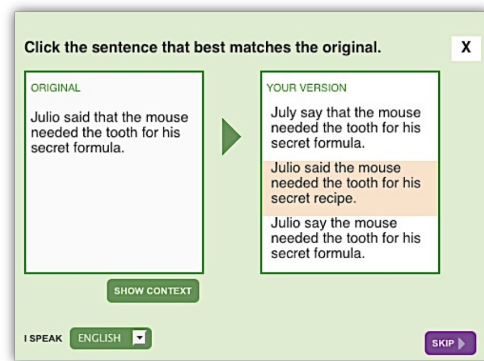 Click the sentence that best matches the original.
X
ORIGINAL
Julio said that the mouse
needed the tooth for his
secret formula.
YOUR VERSION
July say that the mouse
needed the tooth for his
secret formula.
Julio said the mouse
needed the tooth for his
secret recipe.
Julio say the mouse
needed the tooth for his
secret formula.
SHOW CONTEXT
I SPEAK ENGLISH
SKIP